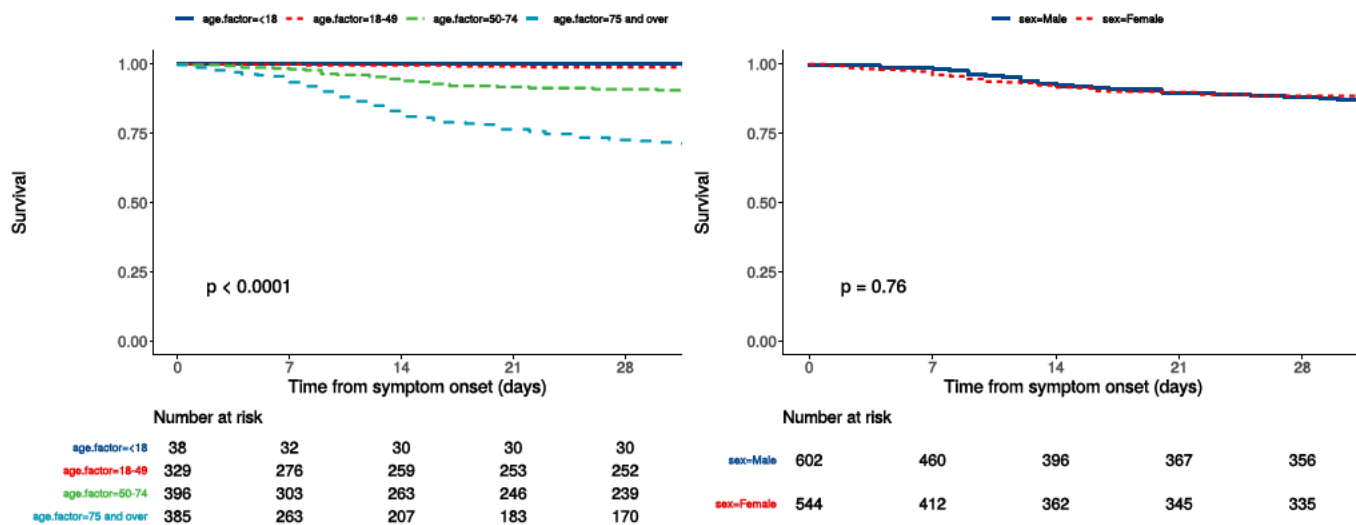 age.factor=<18 age.factor=18-49 age.factor=50-74 age.factor=75 and over
1.00
0.75
0.50
0.25
0.00
Survival
p < 0.0001
0 7 14 21 28
Time from symptom onset (days)
Number at risk
age.factor=<18 38 32 30 30 30
age.factor=18-49 329 276 259 253 252
age.factor=50-74 396 303 263 246 239
age.factor=75 and over 385 263 207 183 170
sex=Male sex=Female
1.00
0.75
0.50
0.25
0.00
Survival
p = 0.76
0 7 14 21 28
Time from symptom onset (days)
Number at risk
sex=Male 602 460 396 367 356
sex=Female 544 412 362 345 335